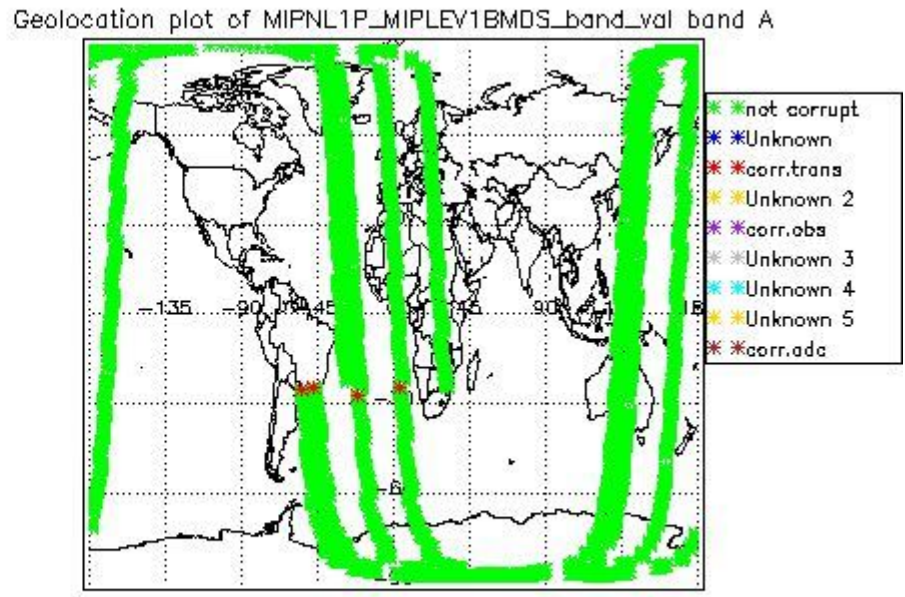 Geolocation plot of MIPNL1P_MIPLEV1BMDS_band_val band A
not corrupt
Unknown
corr.trans
Unknown 2
corr.obs
Unknown 3
Unknown 4
Unknown 5
corr.adc
-135 -90 45 90